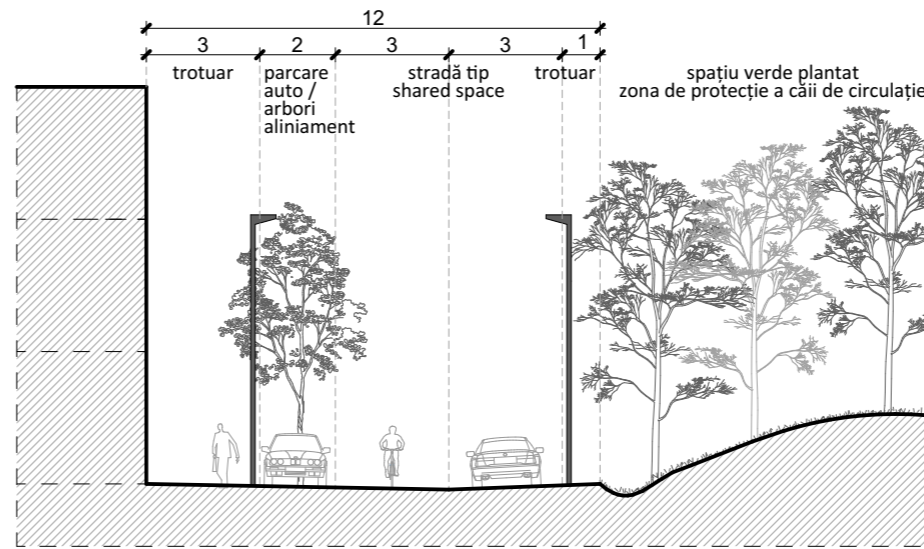 12
3 2 3 3 1
trotuar
parcare
auto /
arbori
aliniament
stradă tip
shared space
trotuar
spațiu verde plantat
zona de protecție a căii de circulație